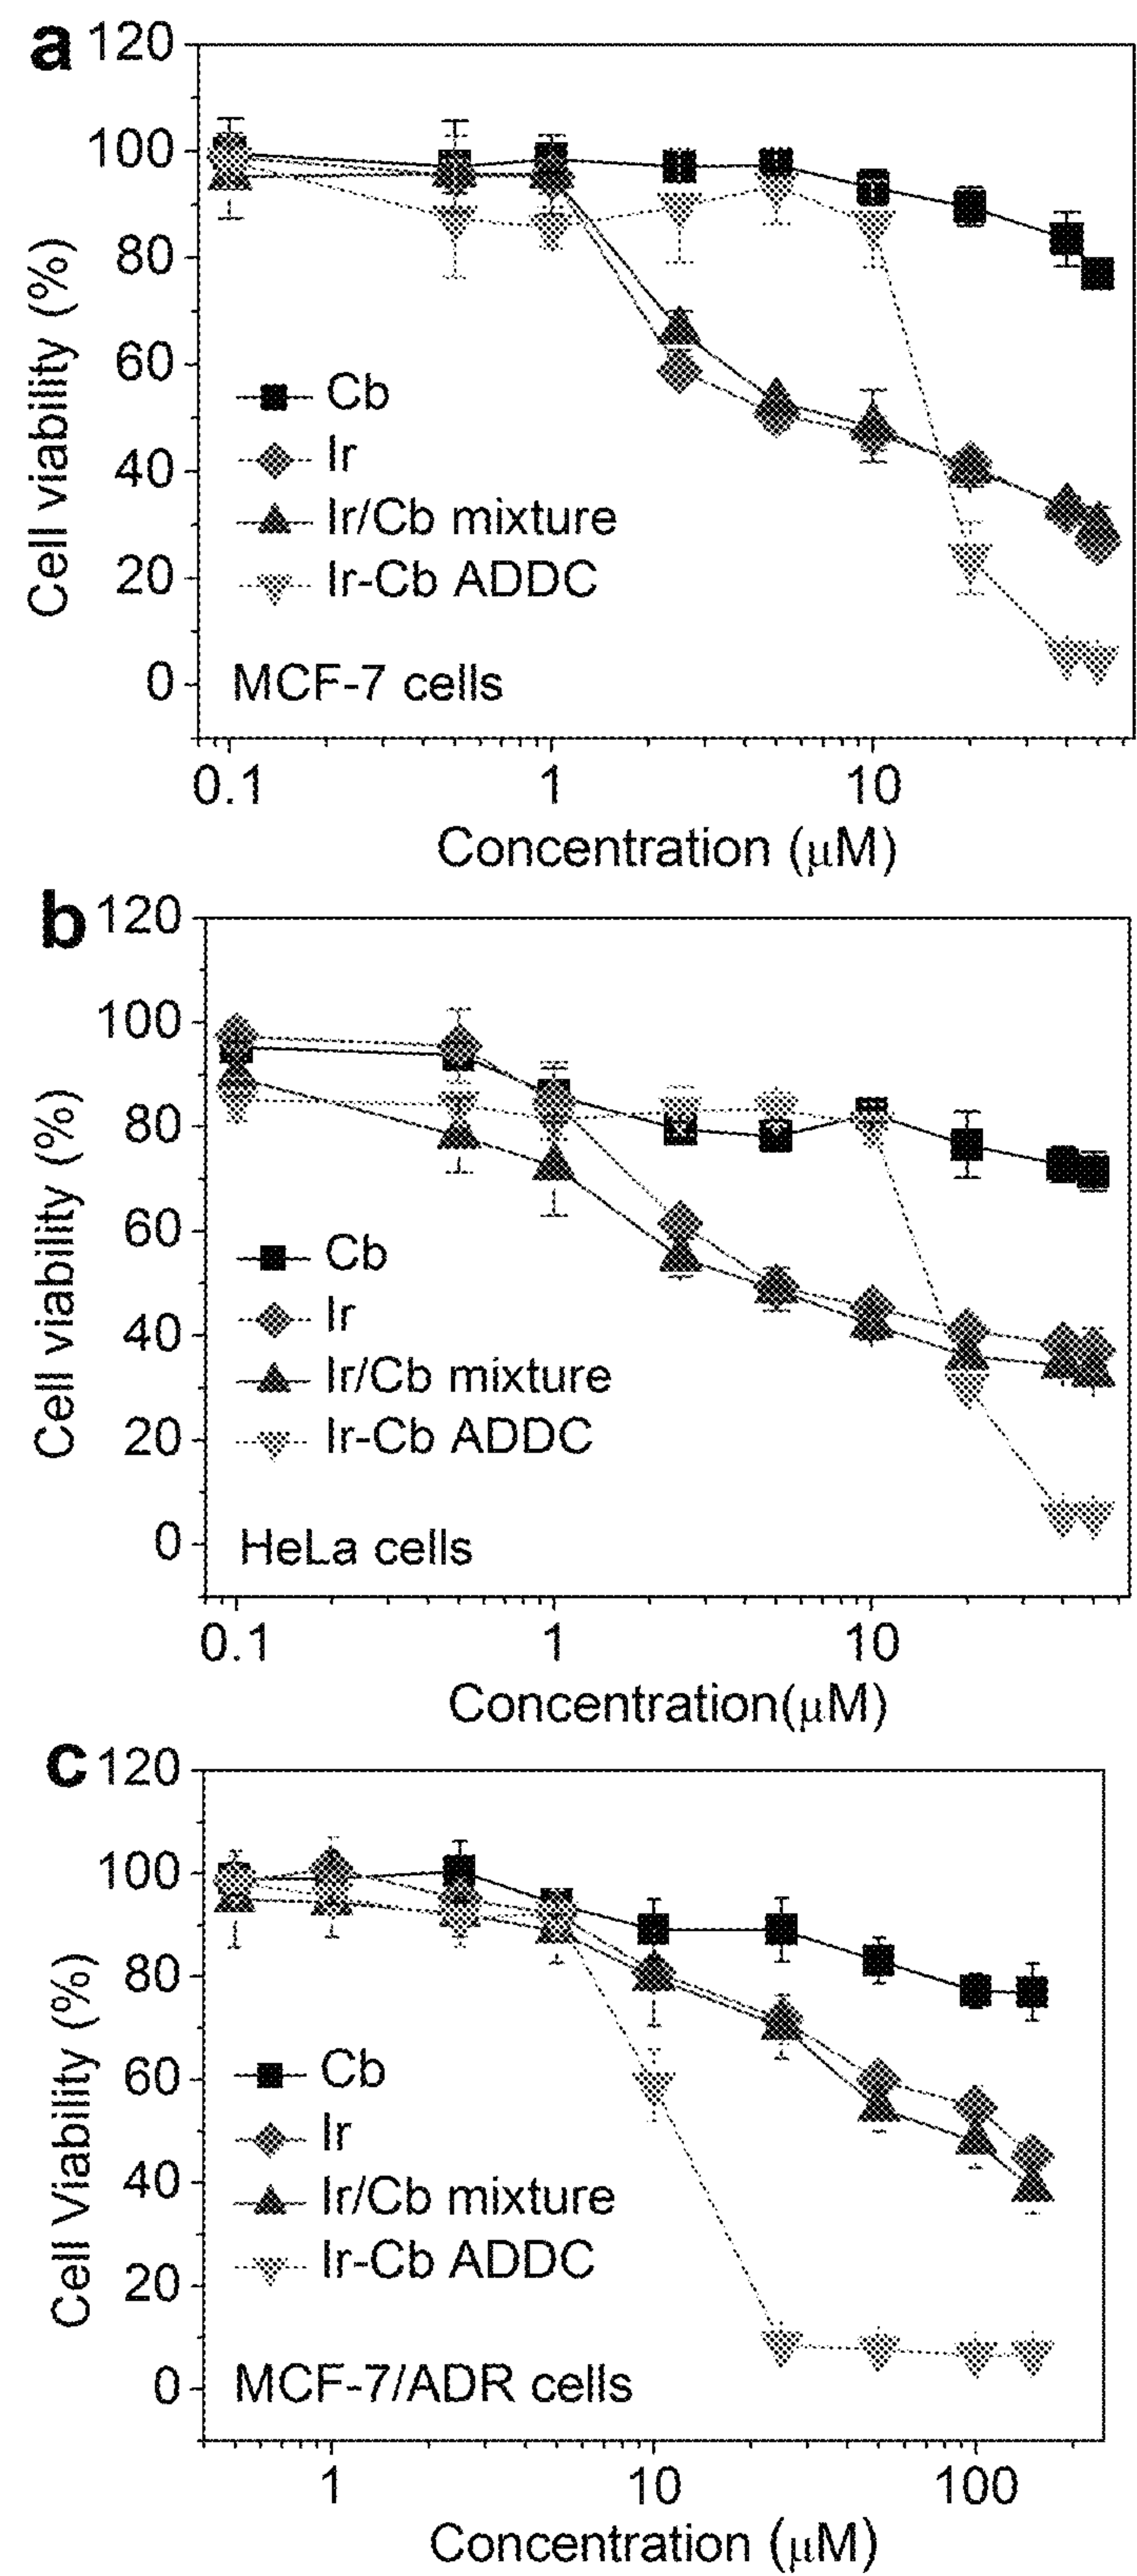 a
120
100
80
60
40
20
0
Cell viability (%)
Cb
Ir
Ir/Cb mixture
Ir-Cb ADDC
MCF-7 cells
0.1 1 10
Concentration (μM)
b
120
100
80
60
40
20
0
Cell viability (%)
Cb
Ir
Ir/Cb mixture
Ir-Cb ADDC
HeLa cells
0.1 1 10
Concentration(μM)
c
120
100
80
60
40
20
0
Cell Viability (%)
Cb
Ir
Ir/Cb mixture
Ir-Cb ADDC
MCF-7/ADR cells
1 10 100
Concentration (μM)